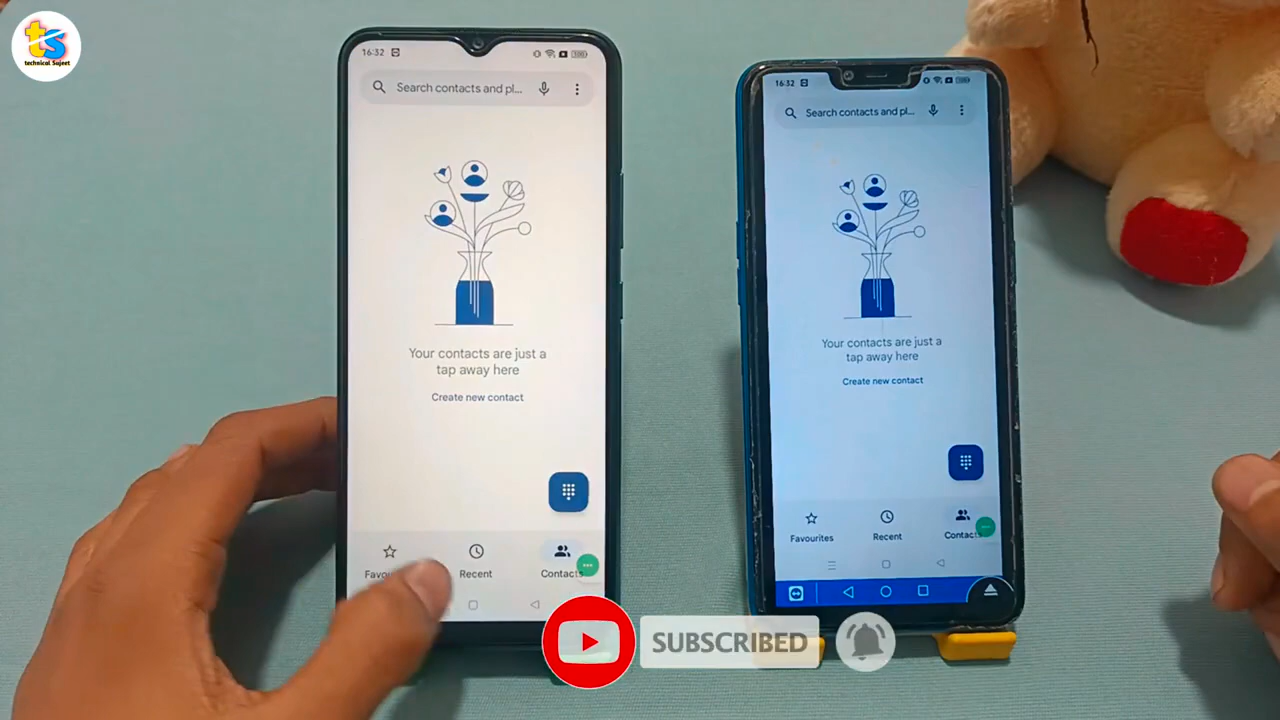 ts
technical Sujeet
16:32
Search contacts and pl...
Your contacts are just a
tap away here
Create new contact
Recent
Contacts
16:32
Search contacts and pl...
Your contacts are just a
tap away here
Create new contact
Favourites
Recent
SUBSCRIBED